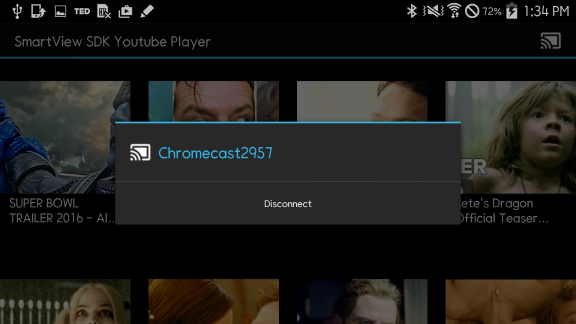 TED
72%
1:34 PM
SmartView SDK Youtube Player
Chromecast2957
Disconnect
ER
SUPER BOWL
TRAILER 2016 - Al...
ete's Dragon
Official Teaser...